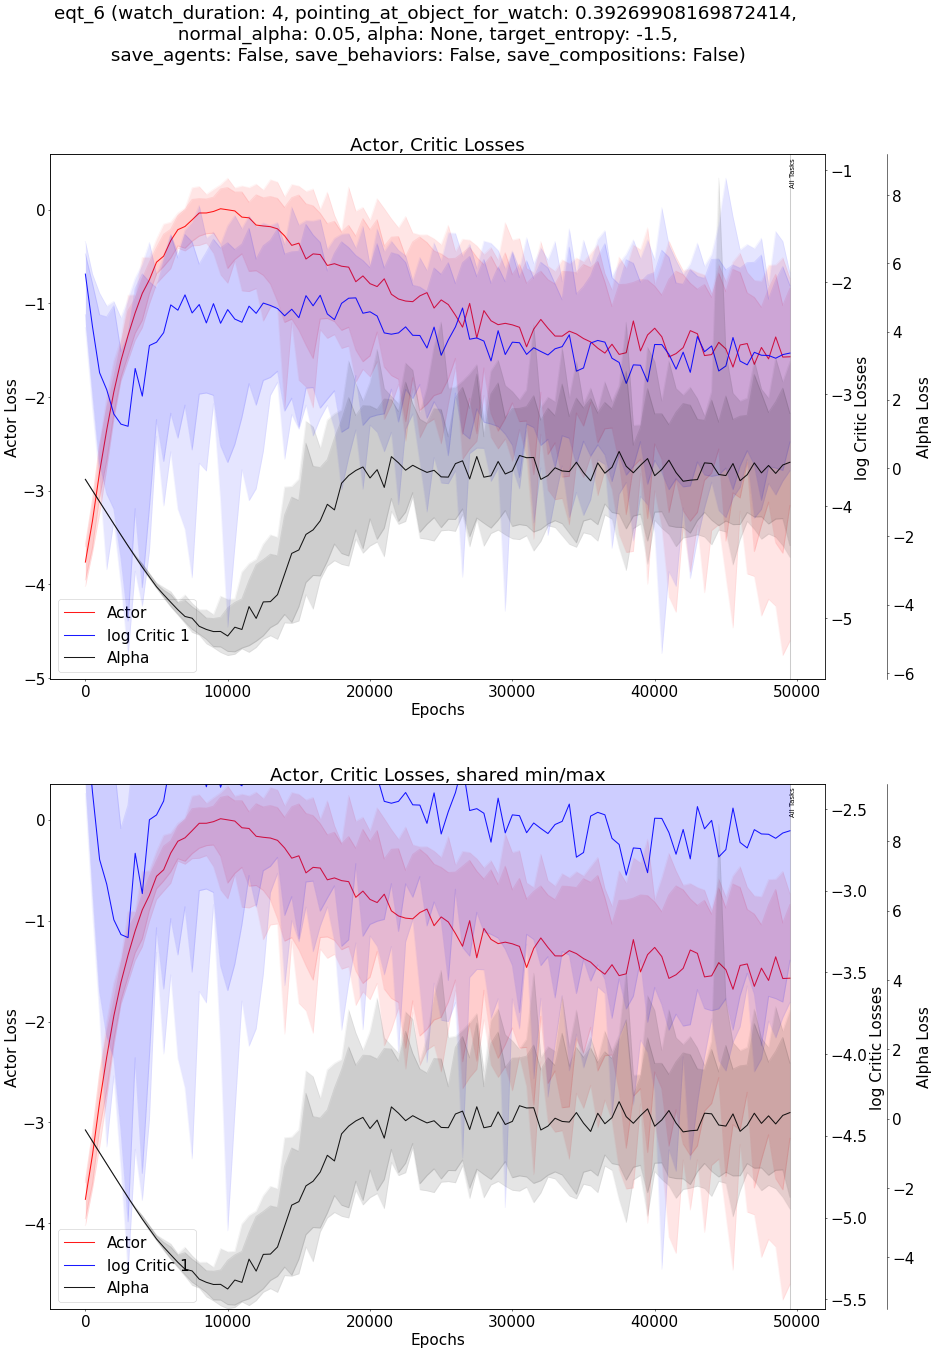 eqt_6 (watch_duration: 4, pointing_at_object_for_watch: 0.39269908169872414,
normal_alpha: 0.05, alpha: None, target_entropy: -1.5,
save_agents: False, save_behaviors: False, save_compositions: False)
Actor, Critic Losses
All Tasks
0
−1
−2
−3
−4
−5
Actor Loss
−1
−2
−3
−4
−5
log Critic Losses
8
6
4
2
0
−2
−4
−6
Alpha Loss
Actor
log Critic 1
Alpha
0
10000
20000
30000
40000
50000
Epochs
Actor, Critic Losses, shared min/max
All Tasks
0
−1
−2
−3
−4
Actor Loss
−2.5
−3.0
−3.5
−4.0
−4.5
−5.0
−5.5
log Critic Losses
8
6
4
2
0
−2
−4
Alpha Loss
Actor
log Critic 1
Alpha
0
10000
20000
30000
40000
50000
Epochs